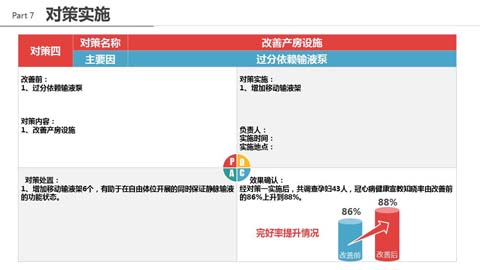 Part 7 对策实施
对策四
对策名称
改善产房设施
主要因
过分依赖输液泵
改善前：
1、过分依赖输液泵
对策内容：
1、改善产房设施
对策实施：
1、增加移动输液架
负责人：
实施时间：
实施地点：
P D
A C
对策处置：
1、增加移动输液架6个，有助于在自由体位开展的同时保证静脉输液
的功能状态。
效果确认：
经对策一实施后，共调查孕妇43人，冠心病健康宣教知晓率由改善前
的86%上升到88%。
完好率提升情况
86%
88%
改善前
改善后